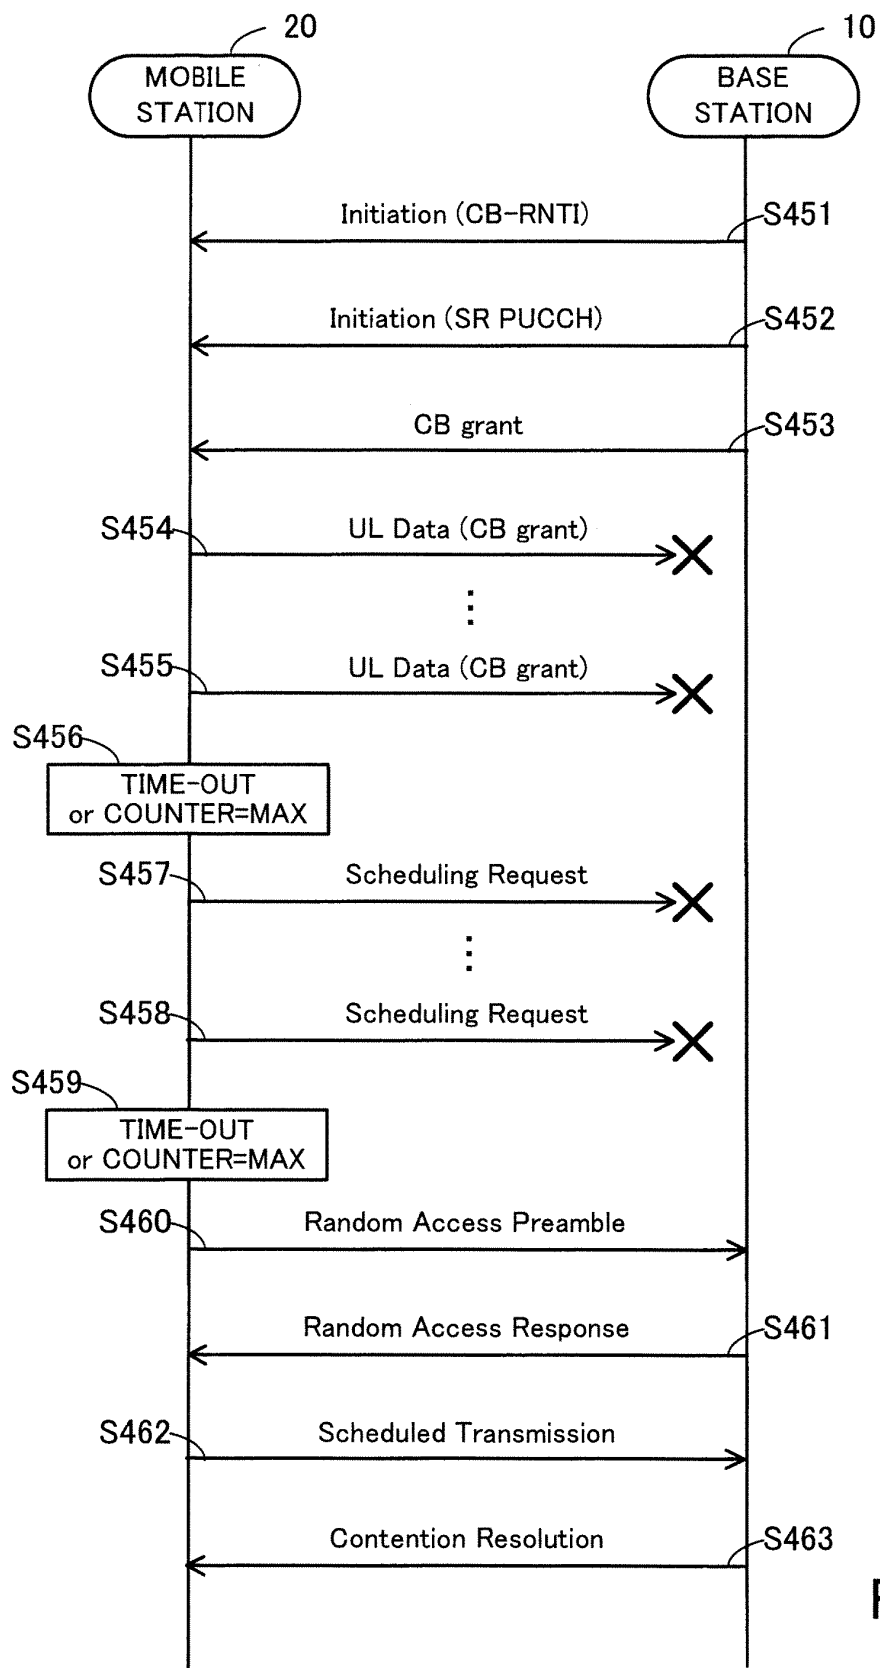 20
10
MOBILE
STATION
BASE
STATION
Initiation (CB-RNTI)
S451
Initiation (SR PUCCH)
S452
CB grant
S453
S454
UL Data (CB grant)
S455
UL Data (CB grant)
S456
TIME-OUT
or COUNTER=MAX
S457
Scheduling Request
S458
Scheduling Request
S459
TIME-OUT
or COUNTER=MAX
S460
Random Access Preamble
Random Access Response
S461
S462
Scheduled Transmission
Contention Resolution
S463